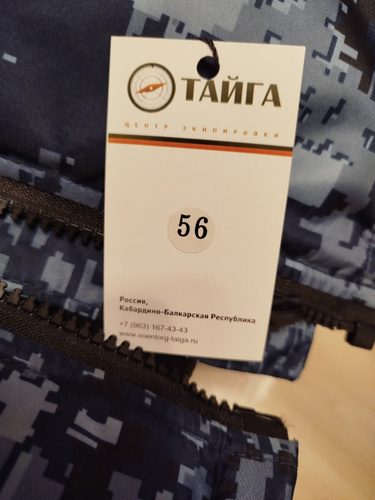 ТАЙГА
ЦЕНТР ЭКИПИРОВКИ
56
Россия,
Кабардино-Балкарская Республика
+7 (963) 167-43-43
www.voentorg-taiga.ru